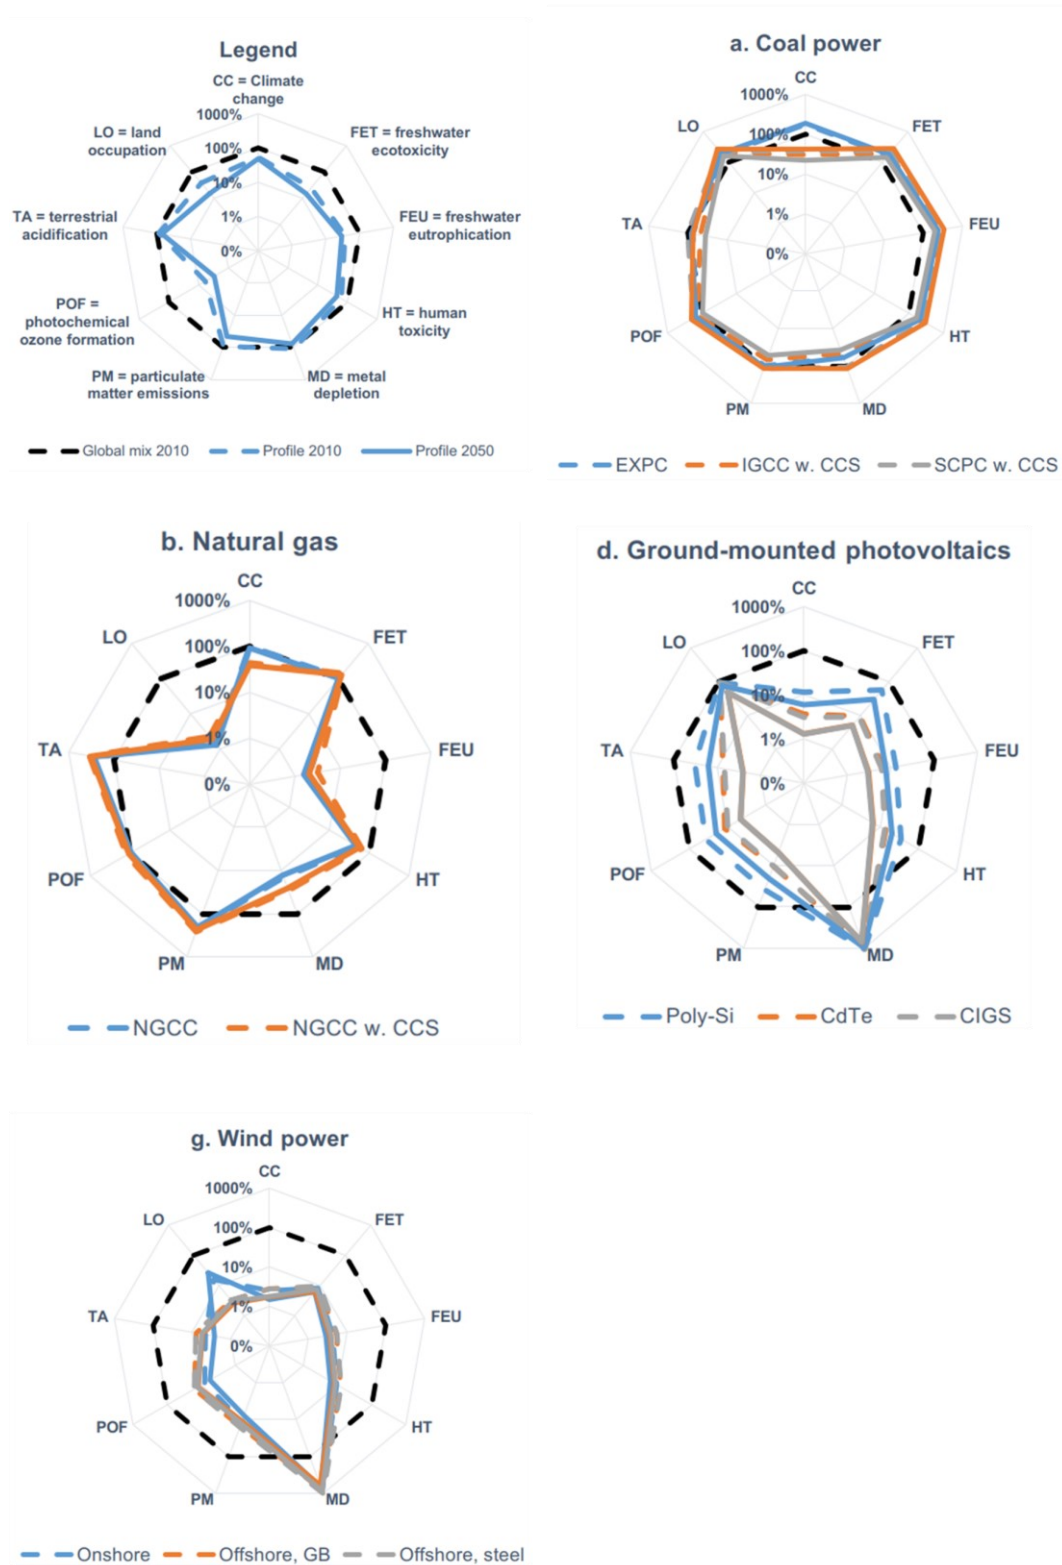 Legend
CC = Climate
change
1000%
LO = land
occupation
FET = freshwater
ecotoxicity
100%
10%
TA = terrestrial
acidification
1%
FEU = freshwater
eutrophication
0%
POF =
photochemical
ozone formation
HT = human
toxicity
PM = particulate
matter emissions
MD = metal
depletion
Global mix 2010 Profile 2010 Profile 2050
a. Coal power
CC
1000%
LO
FET
100%
10%
TA
1%
FEU
0%
POF
HT
PM
MD
EXPC IGCC w. CCS SCPC w. CCS
b. Natural gas
CC
1000%
LO
FET
100%
10%
TA
1%
FEU
0%
POF
HT
PM
MD
NGCC NGCC w. CCS
d. Ground-mounted photovoltaics
CC
1000%
LO
FET
100%
10%
TA
1%
FEU
0%
POF
HT
PM
MD
Poly-Si CdTe CIGS
g. Wind power
CC
1000%
LO
FET
100%
10%
TA
1%
FEU
0%
POF
HT
PM
MD
Onshore Offshore, GB Offshore, steel